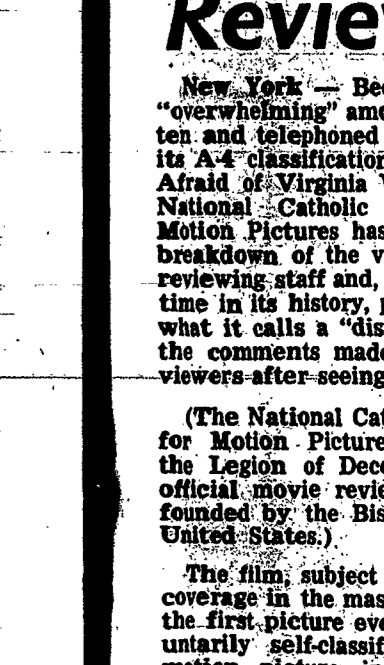 Revie
New York — Bec
"overwhelming" amo
ten and telephoned
its A-4 classification
Afraid of Virginia
National Catholic
Motion Pictures has
breakdown of the v
reviewing staff and,
time in its history, p
what it calls a "dis
the comments made
viewers after seeing
(The National Cat
for Motion Picture
the Legion of Dece
official movie revie
founded by the Bis
United States.)
The film, subject
coverage in the mas
the first picture eve
untarily self-classif